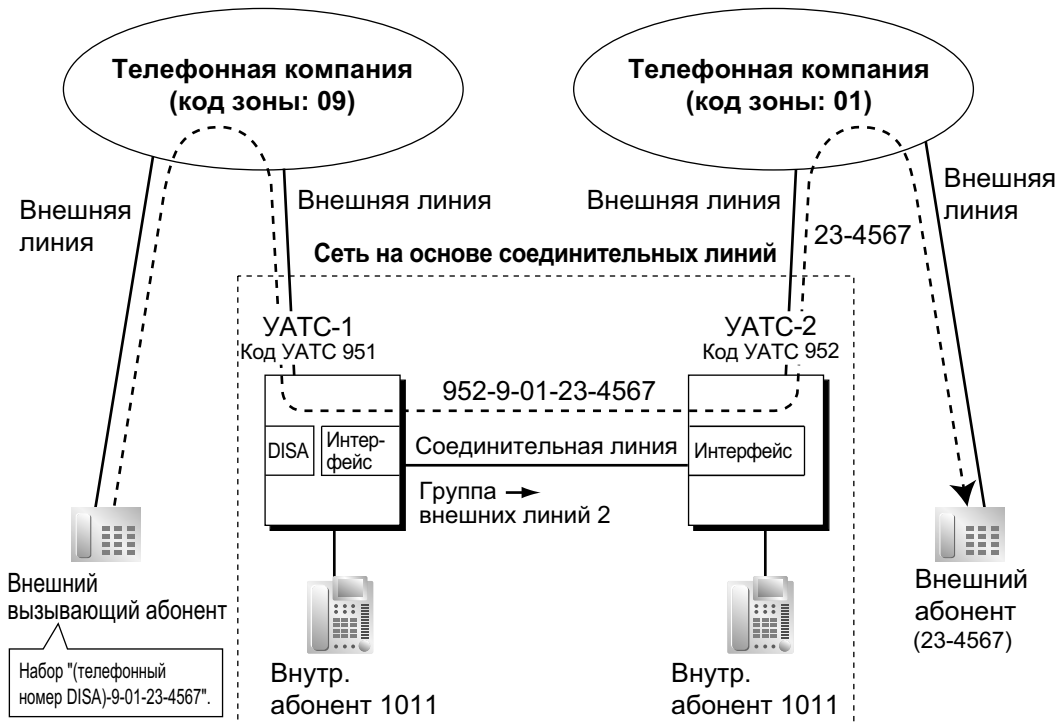 Телефонная компания
(код зоны: 09)
Телефонная компания
(код зоны: 01)
Внешняя
линия
Внешняя линия
Внешняя линия
Внешняя
линия
23-4567
Сеть на основе соединительных линий
УАТС-1
Код УАТС 951
УАТС-2
Код УАТС 952
952-9-01-23-4567
DISA
Интер-
фейс
Соединительная линия
Интерфейс
Группа →
внешних линий 2
Внешний
вызывающий абонент
Набор "(телефонный
номер DISA)-9-01-23-4567".
Внутр.
абонент 1011
Внутр.
абонент 1011
Внешний
абонент
(23-4567)